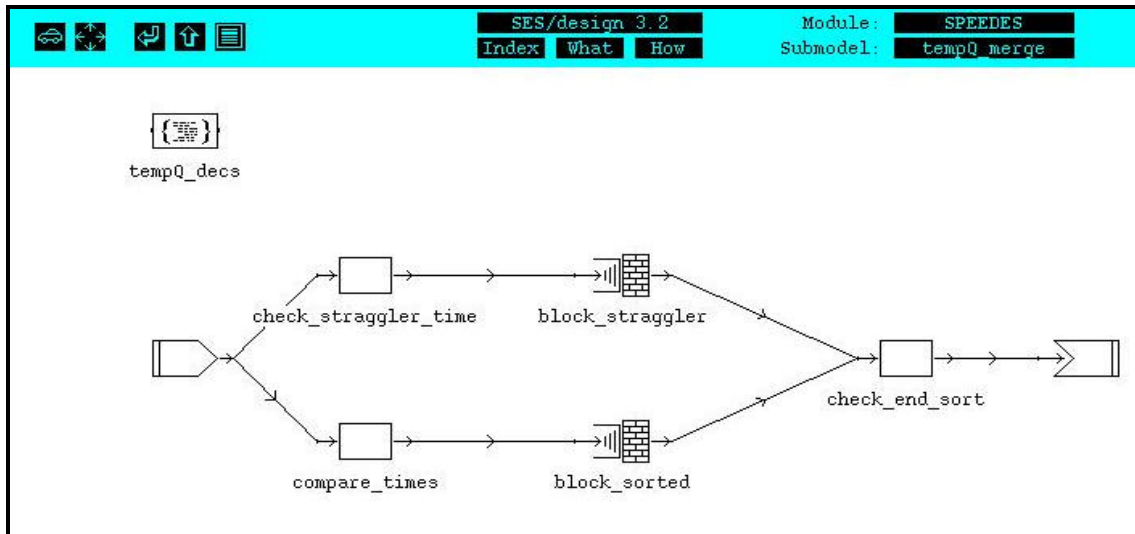 SES/design 3.2
Index What How
Module: SPEEDES
Submodel: tempQ_merge
tempQ_decs
check_straggler_time
block_straggler
check_end_sort
compare_times
block_sorted